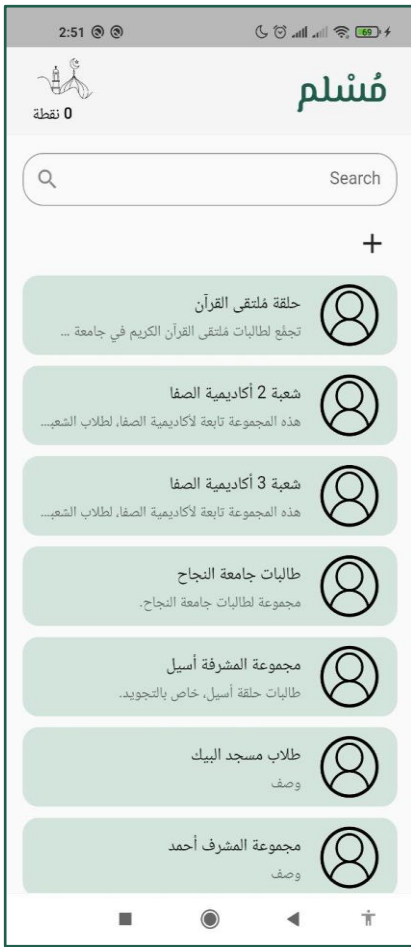 2:51
69
مُسْلم
0 نقطة
Search
+
حلقة مُلتقى القرآن
تجمُع لطالبات مُلتقى القرآن الكريم في جامعة ...
شعبة 2 أكاديمية الصفا
هذه المجموعة تابعة لأكاديمية الصفا، لطلاب الشعبـ...
شعبة 3 أكاديمية الصفا
هذه المجموعة تابعة لأكاديمية الصفا، لطلاب الشعبـ...
طالبات جامعة النجاح
مجموعة لطالبات جامعة النجاح.
مجموعة المشرفة أسيل
طالبات حلقة أسيل، خاص بالتجويد.
طلاب مسجد البيك
وصف
مجموعة المشرف أحمد
وصف